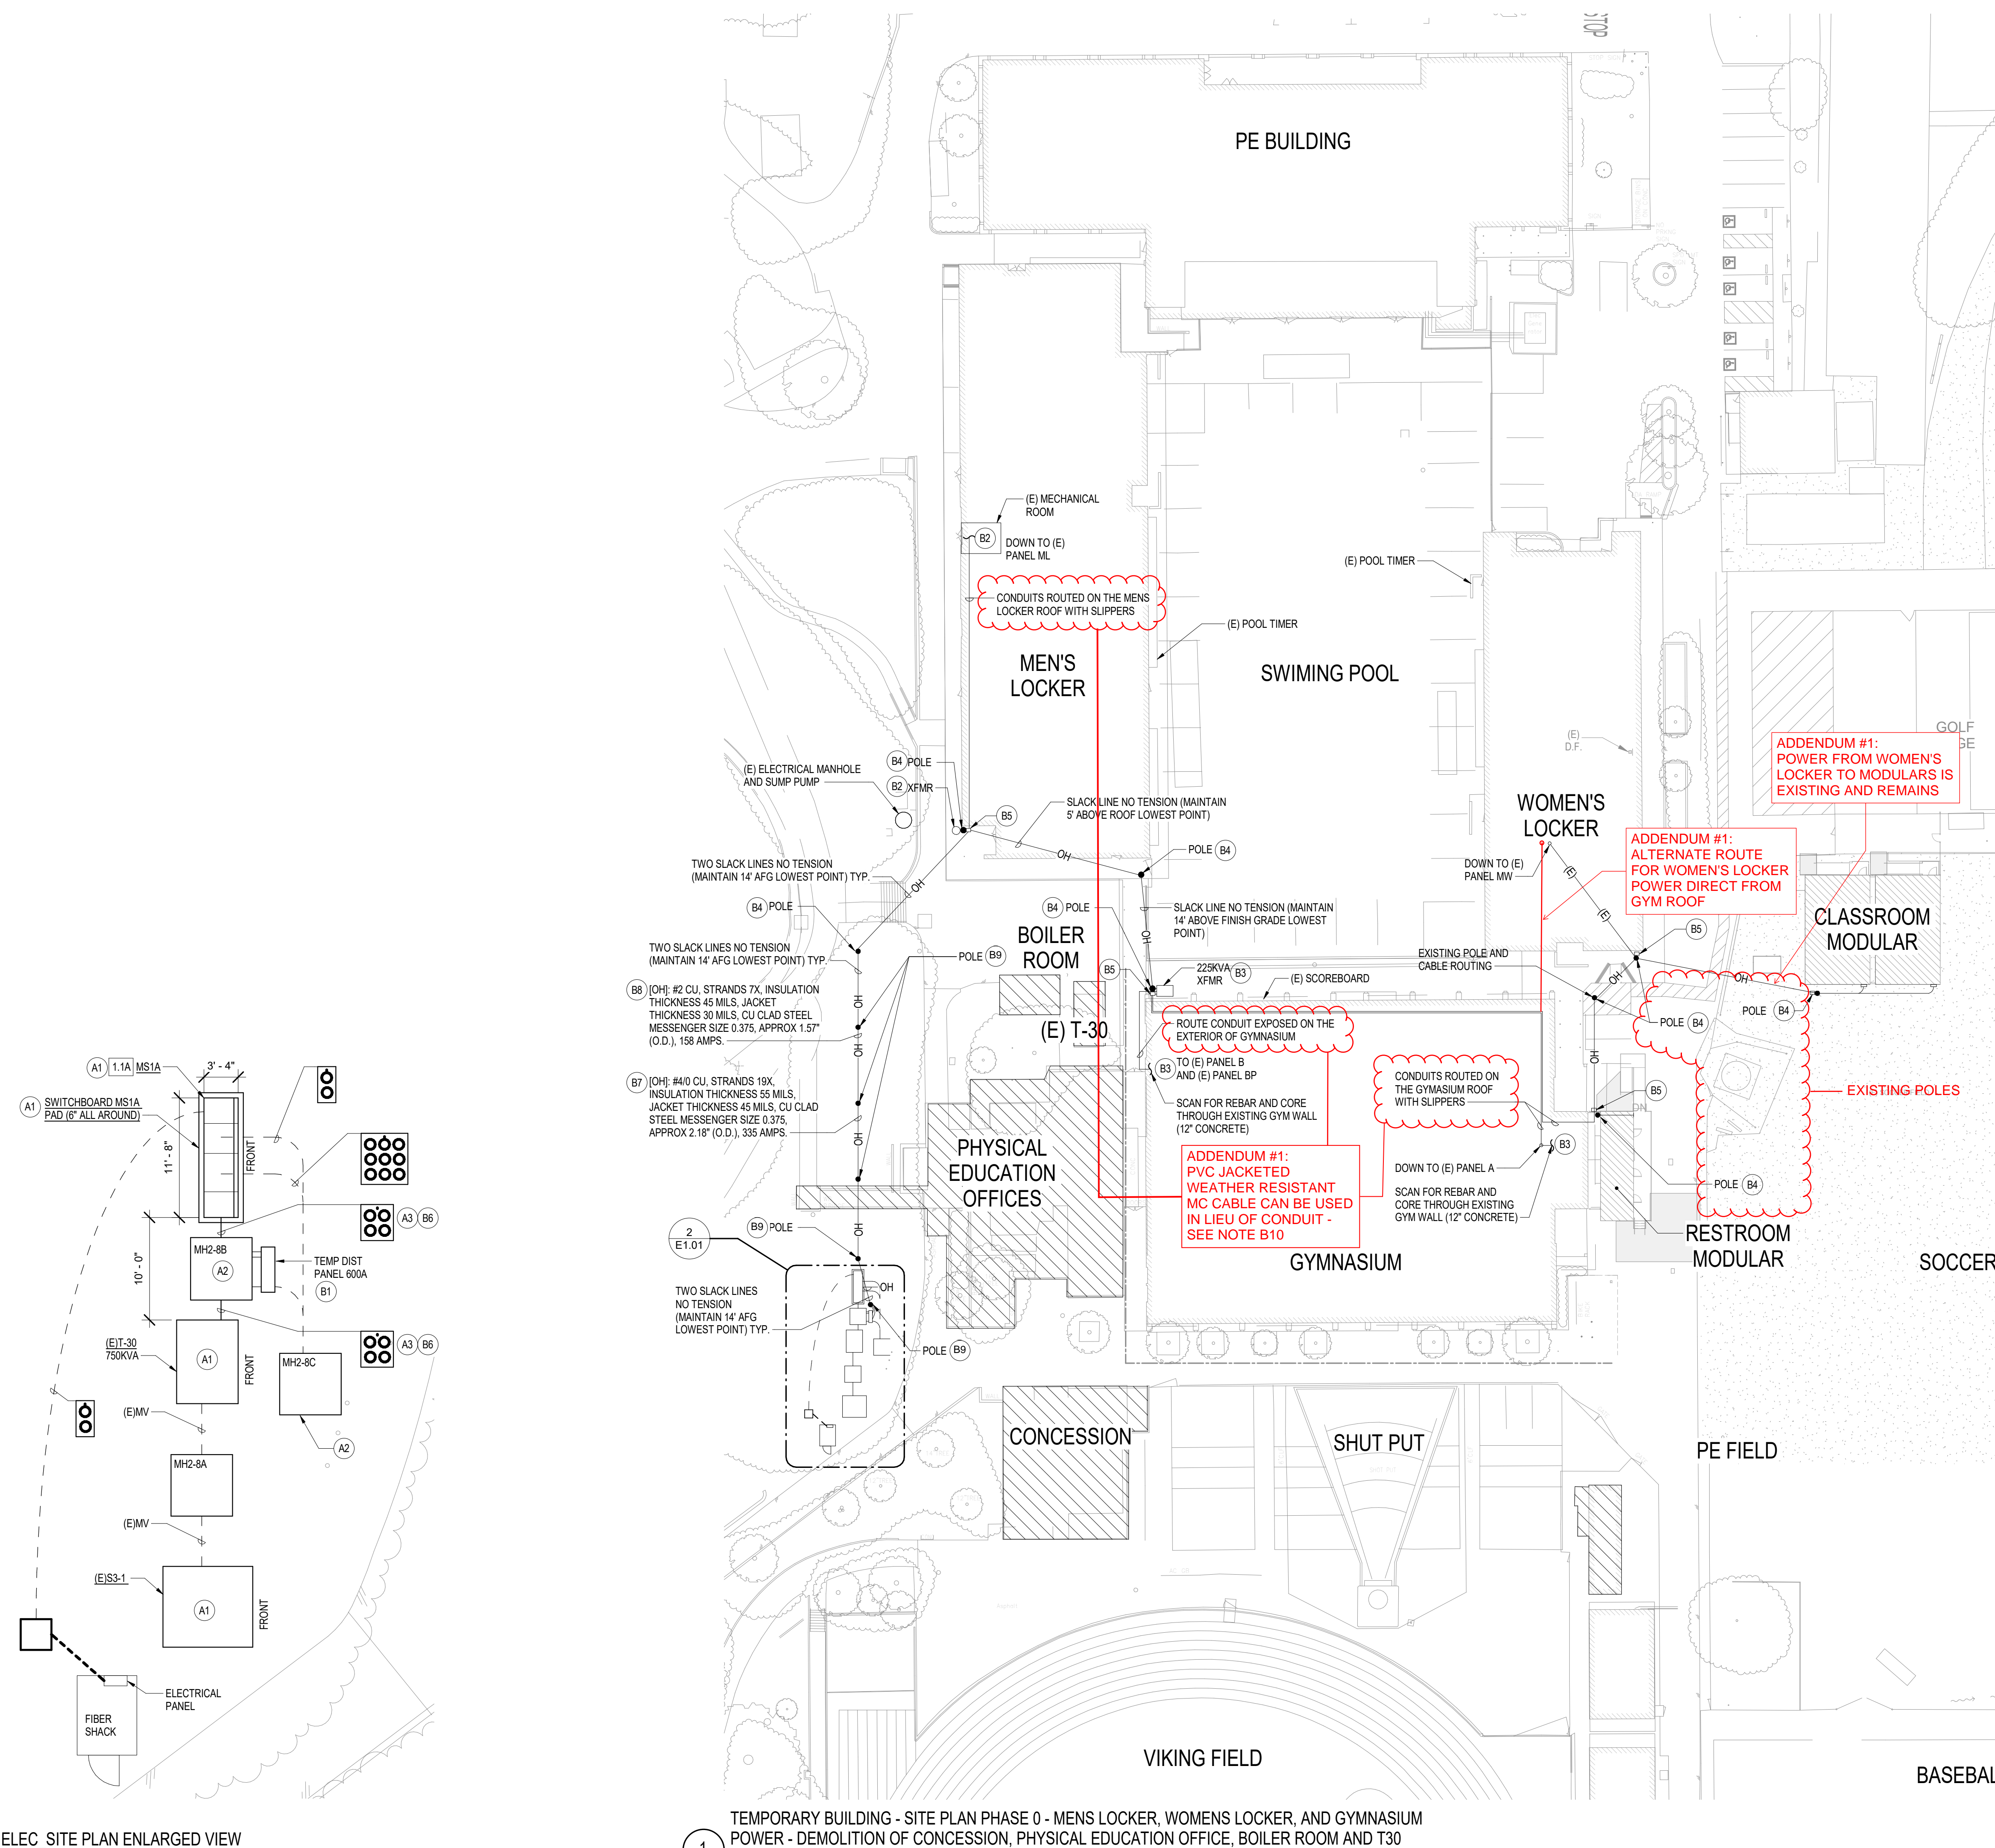 STOP
PE BUILDING
(E) MECHANICAL
ROOM
B2
DOWN TO (E)
PANEL ML
(E) POOL TIMER
CONDUITS ROUTED ON THE MENS
LOCKER ROOF WITH SLIPPERS
(E) POOL TIMER
MEN'S
LOCKER
SWIMING POOL
GOLF
GE
(E)
D.F.
ADDENDUM #1:
POWER FROM WOMEN'S
LOCKER TO MODULARS IS
EXISTING AND REMAINS
B4 POLE
(E) ELECTRICAL MANHOLE
AND SUMP PUMP
B2 XFMR
B5
SLACK LINE NO TENSION (MAINTAIN
5' ABOVE ROOF LOWEST POINT)
WOMEN'S
LOCKER
ADDENDUM #1:
ALTERNATE ROUTE
FOR WOMEN'S LOCKER
POWER DIRECT FROM
GYM ROOF
OH
POLE B4
TWO SLACK LINES NO TENSION
(MAINTAIN 14' AFG LOWEST POINT) TYP.
OH
DOWN TO (E)
PANEL MW
(E)
(E)
B4 POLE
B4 POLE
SLACK LINE NO TENSION (MAINTAIN
14' ABOVE FINISH GRADE LOWEST
POINT)
OH
CLASSROOM
MODULAR
BOILER
ROOM
B5
TWO SLACK LINES NO TENSION
(MAINTAIN 14' AFG LOWEST POINT) TYP.
POLE B9
B5
225KVA
XFMR
B3
(E) SCOREBOARD
EXISTING POLE AND
CABLE ROUTING
OH
OH
B8 [OH]: #2 CU, STRANDS 7X, INSULATION
THICKNESS 45 MILS, JACKET
THICKNESS 30 MILS, CU CLAD STEEL
MESSENGER SIZE 0.375, APPROX 1.57"
(O.D.), 158 AMPS.
OH
OH
(E) T-30
ROUTE CONDUIT EXPOSED ON THE
EXTERIOR OF GYMNASIUM
POLE B4
POLE B4
OH
B3 TO (E) PANEL B
AND (E) PANEL BP
B7 [OH]: #4/0 CU, STRANDS 19X,
INSULATION THICKNESS 55 MILS,
JACKET THICKNESS 45 MILS, CU CLAD
STEEL MESSENGER SIZE 0.375,
APPROX 2.18" (O.D.), 335 AMPS.
OH
SCAN FOR REBAR AND CORE
THROUGH EXISTING GYM WALL
(12" CONCRETE)
CONDUITS ROUTED ON
THE GYMASIUM ROOF
WITH SLIPPERS
B5
DN
EXISTING POLES
PHYSICAL
EDUCATION
OFFICES
ADDENDUM #1:
PVC JACKETED
WEATHER RESISTANT
MC CABLE CAN BE USED
IN LIEU OF CONDUIT -
SEE NOTE B10
B3
DOWN TO (E) PANEL A
SCAN FOR REBAR AND
CORE THROUGH EXISTING
GYM WALL (12" CONCRETE)
POLE B4
B9 POLE
OH
2
E1.01
RESTROOM
MODULAR
GYMNASIUM
SOCCER
TWO SLACK LINES
NO TENSION
(MAINTAIN 14' AFG
LOWEST POINT) TYP.
OH
POLE B9
CONCESSION
SHUT PUT
PE FIELD
VIKING FIELD
BASEBAL
A1 1.1A MS1A
3' - 4"
A1 SWITCHBOARD MS1A
PAD (6" ALL AROUND)
11' - 8"
FRONT
A3 B6
MH2-8B
A2
10' - 0"
TEMP DIST
PANEL 600A
B1
(E)T-30
750KVA
A1
FRONT
A3 B6
MH2-8C
A2
(E)MV
MH2-8A
(E)MV
(E)S3-1
A1
FRONT
ELECTRICAL
PANEL
FIBER
SHACK
ELEC SITE PLAN ENLARGED VIEW
1
TEMPORARY BUILDING - SITE PLAN PHASE 0 - MENS LOCKER, WOMENS LOCKER, AND GYMNASIUM
POWER - DEMOLITION OF CONCESSION, PHYSICAL EDUCATION OFFICE, BOILER ROOM AND T30